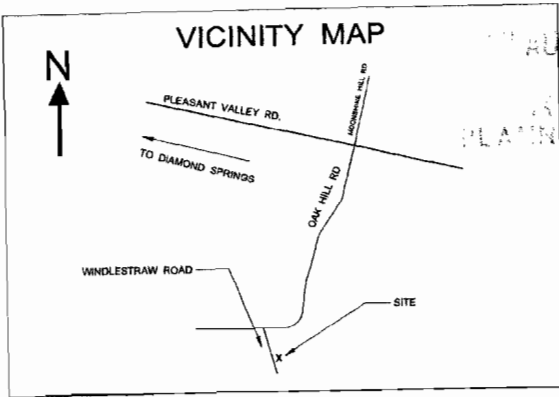 VICINITY MAP
N
PLEASANT VALLEY RD.
MOONSHINE HILL RD
TO DIAMOND SPRINGS
OAK HILL RD
WINDLESTRAW ROAD
SITE
X